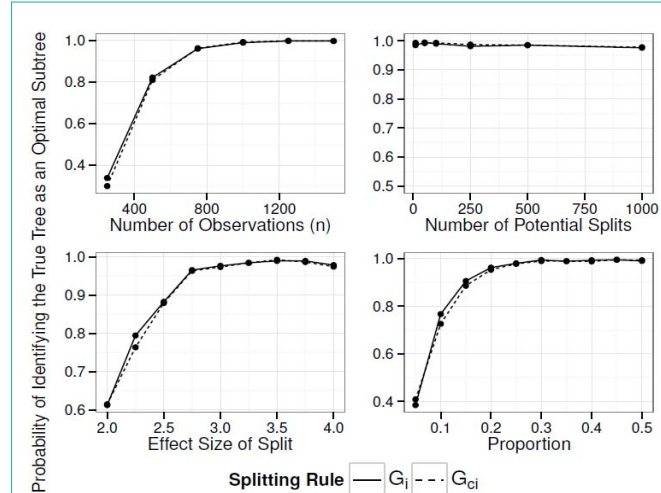 Probability of Identifying the True Tree as an Optimal Subtree
1.0
0.8
0.6
0.4
400 800 1200
Number of Observations (n)
1.0
0.9
0.8
0.7
0.6
0.5
0 250 500 750 1000
Number of Potential Splits
1.0
0.9
0.8
0.7
0.6
2.0 2.5 3.0 3.5 4.0
Effect Size of Split
1.0
0.8
0.6
0.4
0.1 0.2 0.3 0.4 0.5
Proportion
Splitting Rule Gi Gci